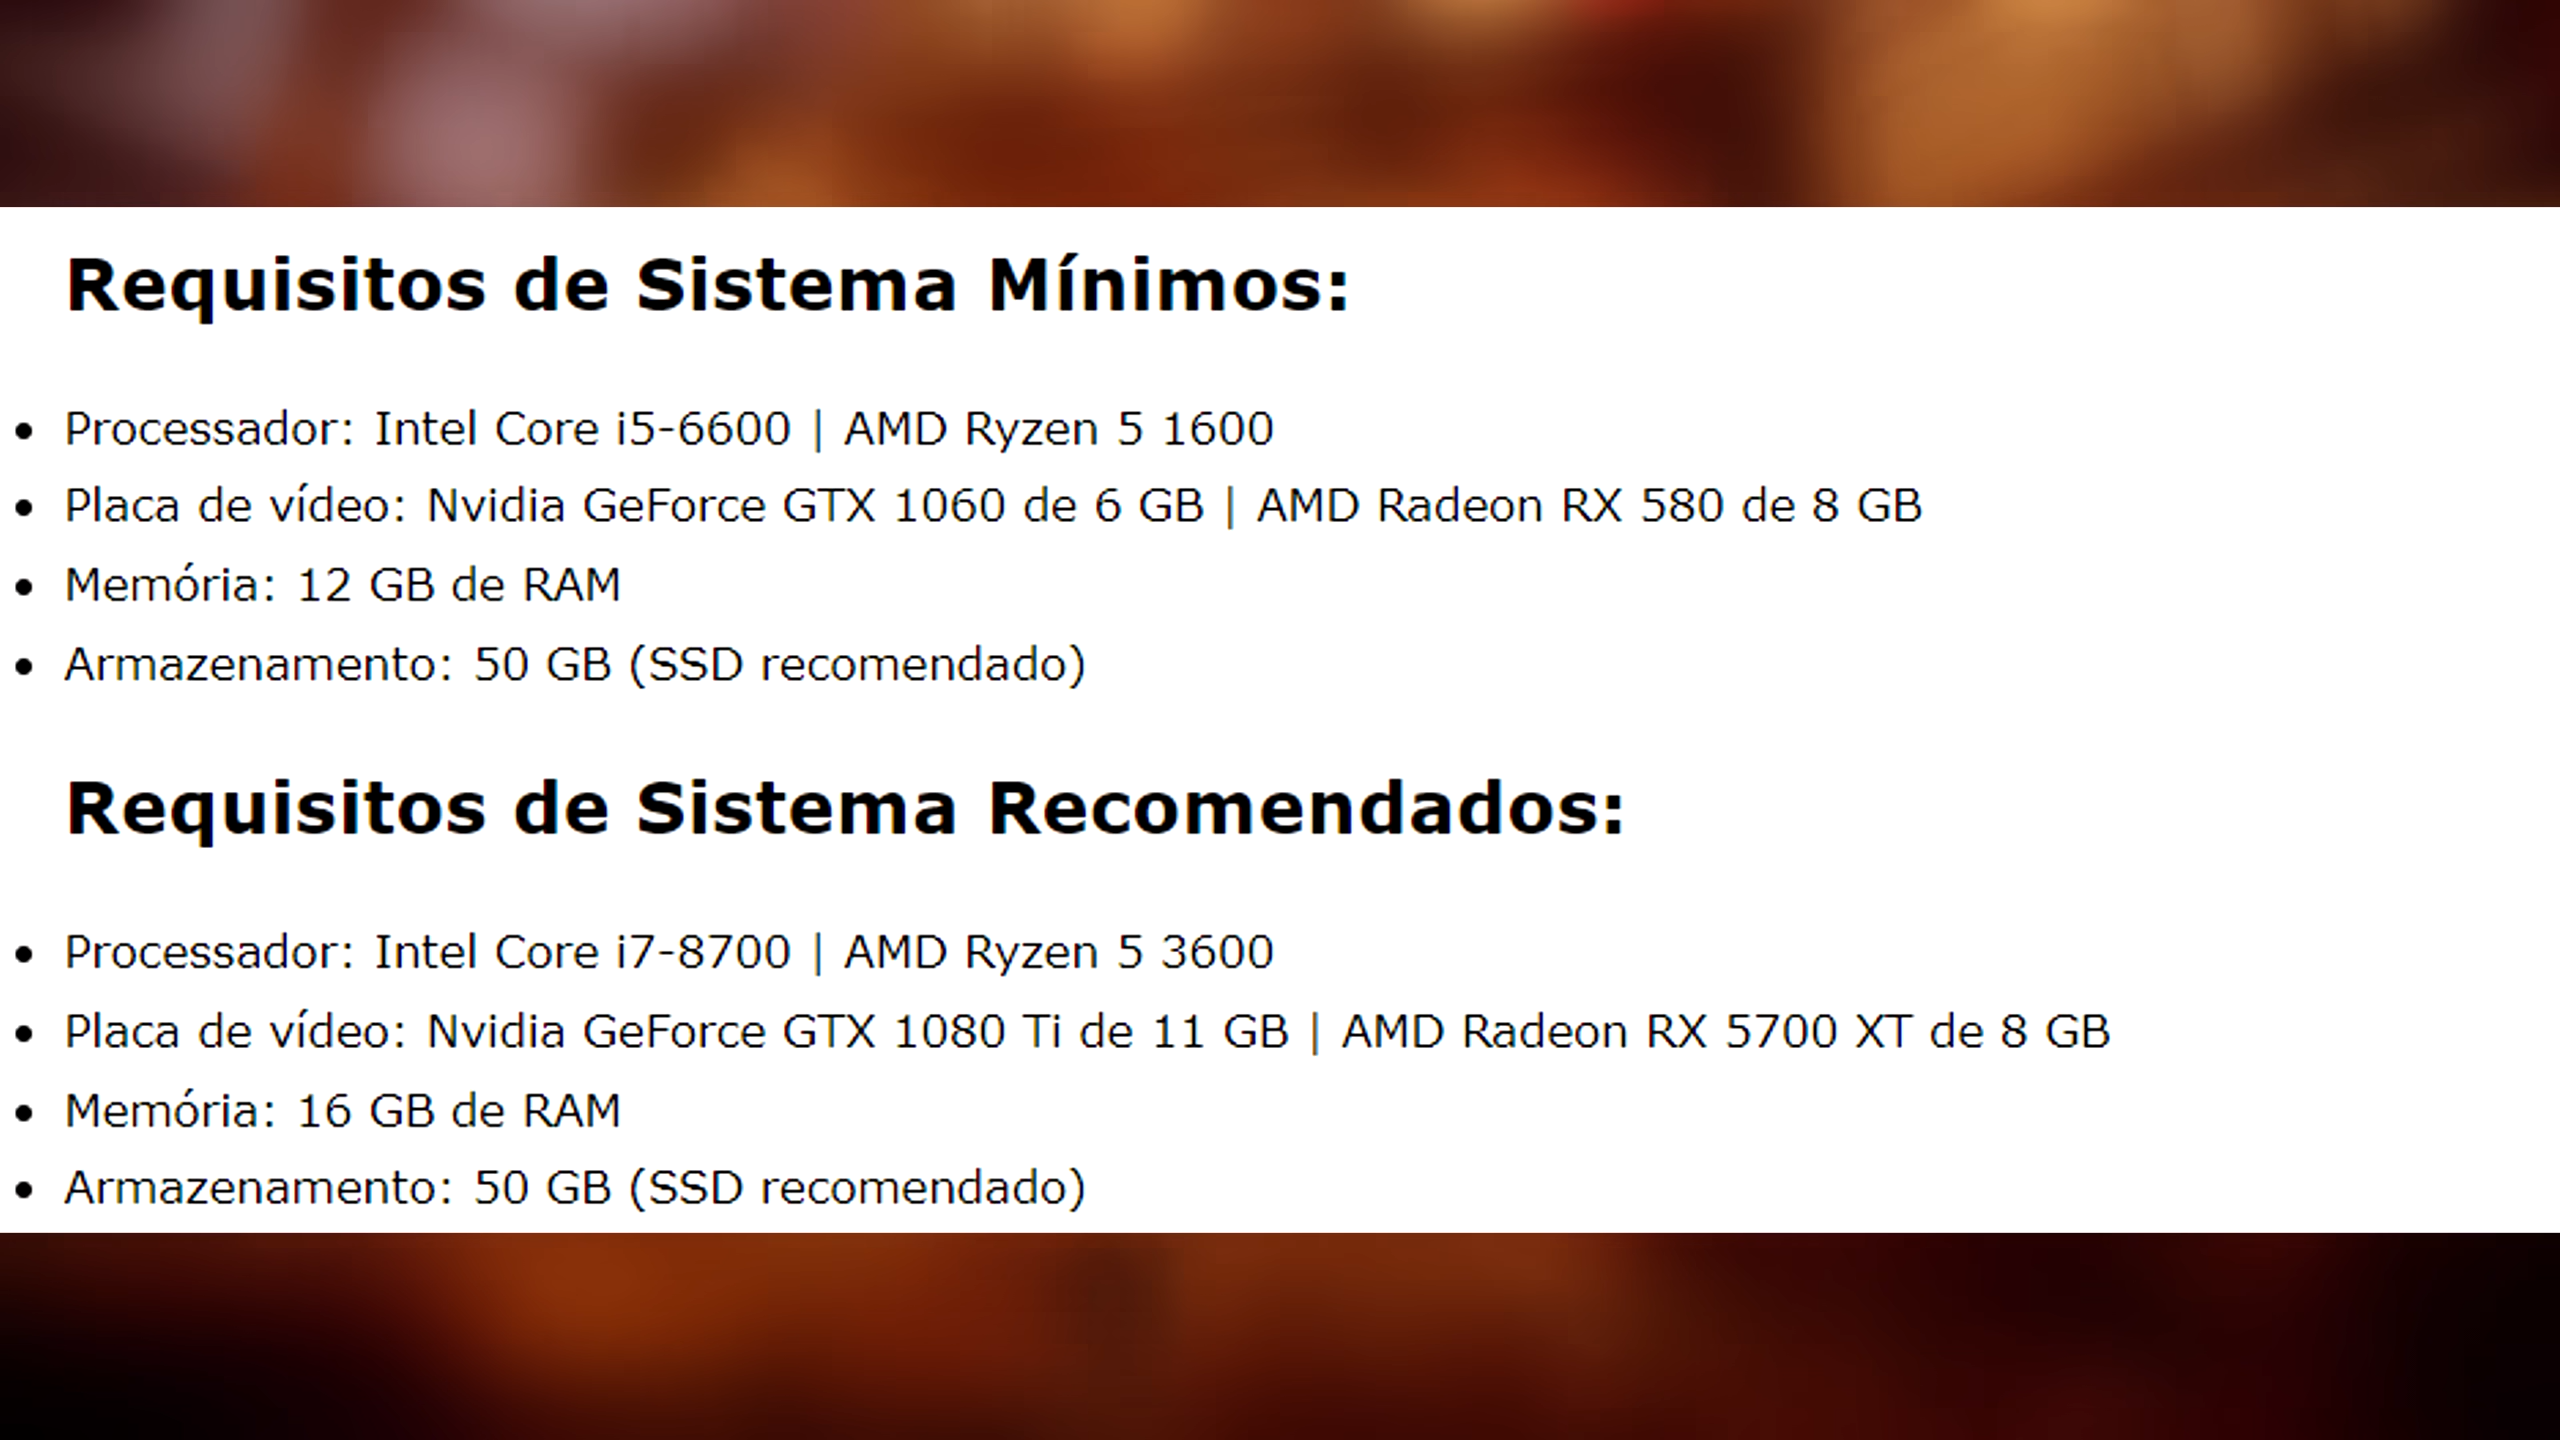 Requisitos de Sistema Mínimos:
• Processador: Intel Core i5-6600 | AMD Ryzen 5 1600
• Placa de vídeo: Nvidia GeForce GTX 1060 de 6 GB | AMD Radeon RX 580 de 8 GB
• Memória: 12 GB de RAM
• Armazenamento: 50 GB (SSD recomendado)
Requisitos de Sistema Recomendados:
• Processador: Intel Core i7-8700 | AMD Ryzen 5 3600
• Placa de vídeo: Nvidia GeForce GTX 1080 Ti de 11 GB | AMD Radeon RX 5700 XT de 8 GB
• Memória: 16 GB de RAM
• Armazenamento: 50 GB (SSD recomendado)